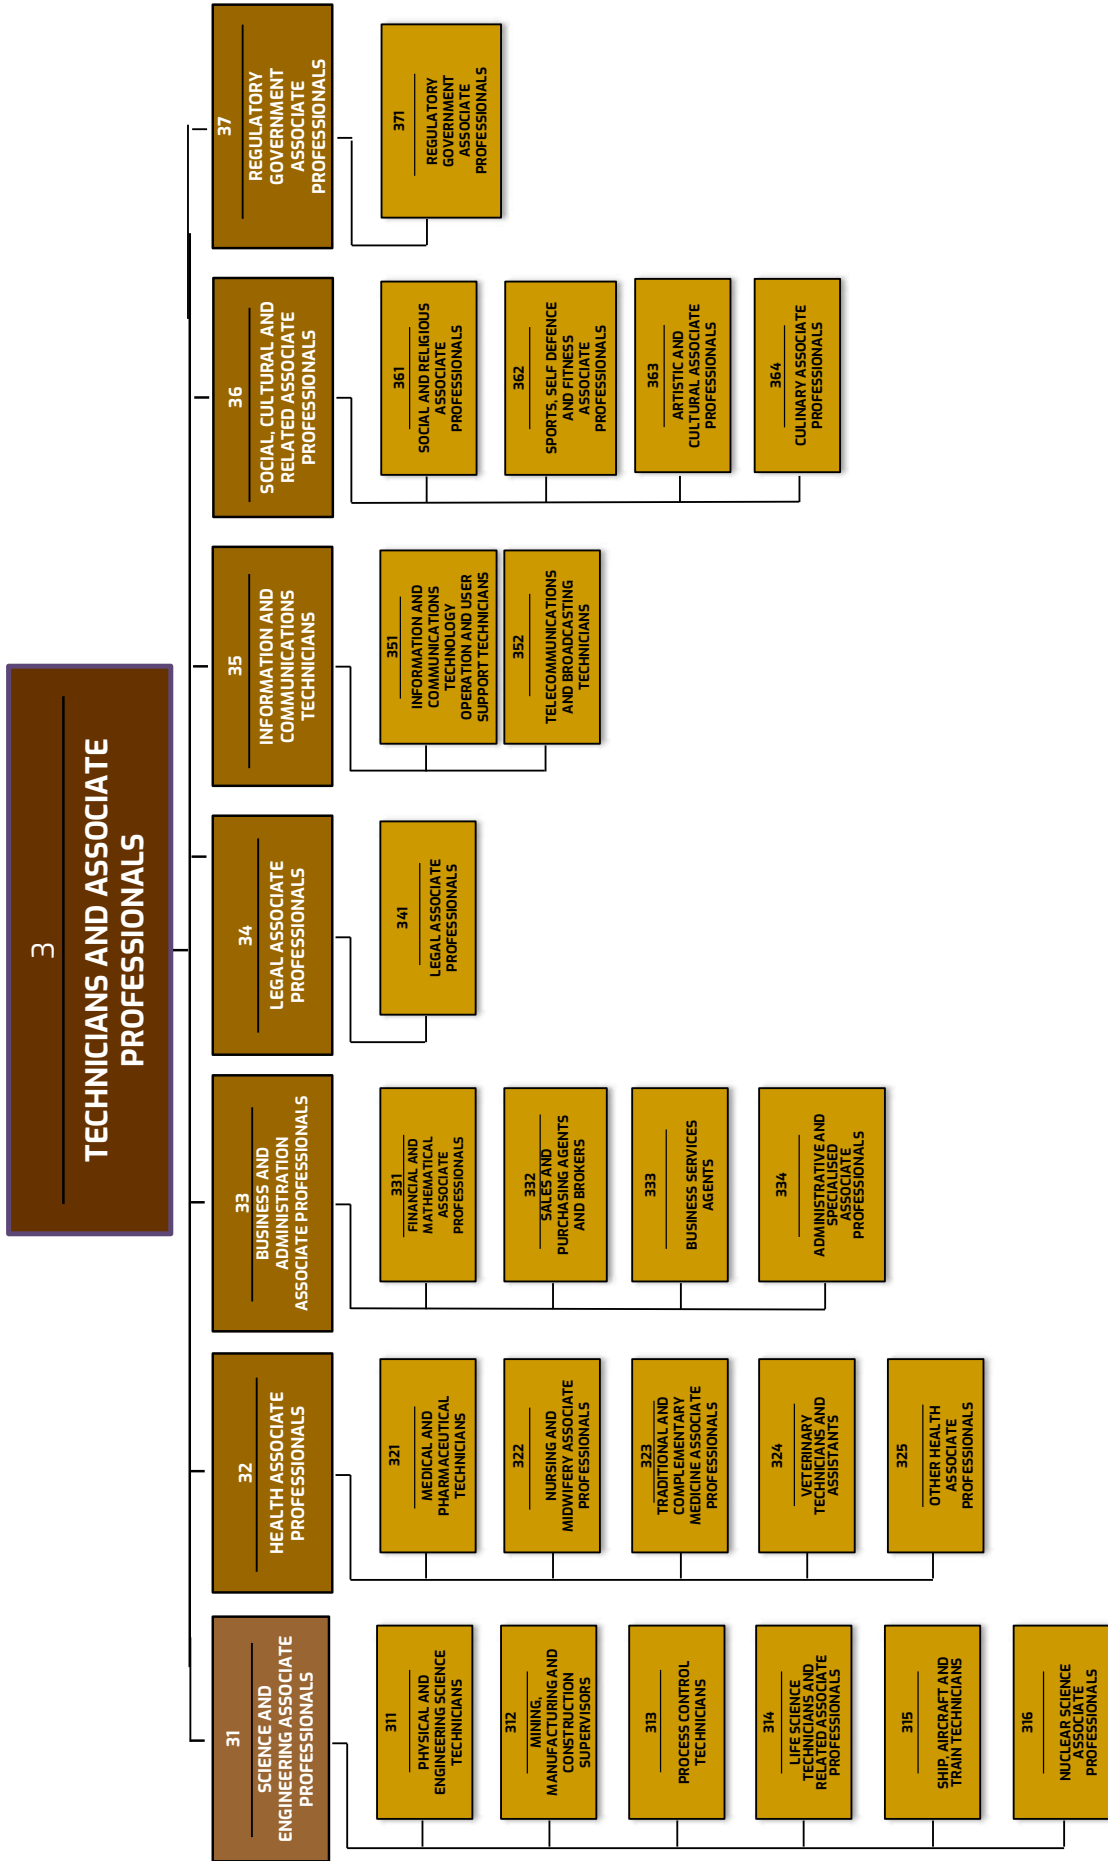 3
TECHNICIANS AND ASSOCIATE
PROFESSIONALS
31
SCIENCE AND
ENGINEERING ASSOCIATE
PROFESSIONALS
311
PHYSICAL AND
ENGINEERING SCIENCE
TECHNICIANS
312
MINING,
MANUFACTURING AND
CONSTRUCTION
SUPERVISORS
313
PROCESS CONTROL
TECHNICIANS
314
LIFE SCIENCE
TECHNICIANS AND
RELATED ASSOCIATE
PROFESSIONALS
315
SHIP, AIRCRAFT AND
TRAIN TECHNICIANS
316
NUCLEAR SCIENCE
ASSOCIATE
PROFESSIONALS
32
HEALTH ASSOCIATE
PROFESSIONALS
321
MEDICAL AND
PHARMACEUTICAL
TECHNICIANS
322
NURSING AND
MIDWIFERY ASSOCIATE
PROFESSIONALS
323
TRADITIONAL AND
COMPLEMENTARY
MEDICINE ASSOCIATE
PROFESSIONALS
324
VETERINARY
TECHNICIANS AND
ASSISTANTS
325
OTHER HEALTH
ASSOCIATE
PROFESSIONALS
33
BUSINESS AND
ADMINISTRATION
ASSOCIATE PROFESSIONALS
331
FINANCIAL AND
MATHEMATICAL
ASSOCIATE
PROFESSIONALS
332
SALES AND
PURCHASING AGENTS
AND BROKERS
333
BUSINESS SERVICES
AGENTS
334
ADMINISTRATIVE AND
SPECIALISED
ASSOCIATE
PROFESSIONALS
34
LEGAL ASSOCIATE
PROFESSIONALS
341
LEGAL ASSOCIATE
PROFESSIONALS
35
INFORMATION AND
COMMUNICATIONS
TECHNICIANS
351
INFORMATION AND
COMMUNICATIONS
TECHNOLOGY
OPERATION AND USER
SUPPORT TECHNICIANS
352
TELECOMMUNICATIONS
AND BROADCASTING
TECHNICIANS
36
SOCIAL, CULTURAL AND
RELATED ASSOCIATE
PROFESSIONALS
361
SOCIAL AND RELIGIOUS
ASSOCIATE
PROFESSIONALS
362
SPORTS, SELF DEFENCE
AND FITNESS
ASSOCIATE
PROFESSIONALS
363
ARTISTIC AND
CULTURAL ASSOCIATE
PROFESSIONALS
364
CULINARY ASSOCIATE
PROFESSIONALS
37
REGULATORY
GOVERNMENT
ASSOCIATE
PROFESSIONALS
371
REGULATORY
GOVERNMENT
ASSOCIATE
PROFESSIONALS